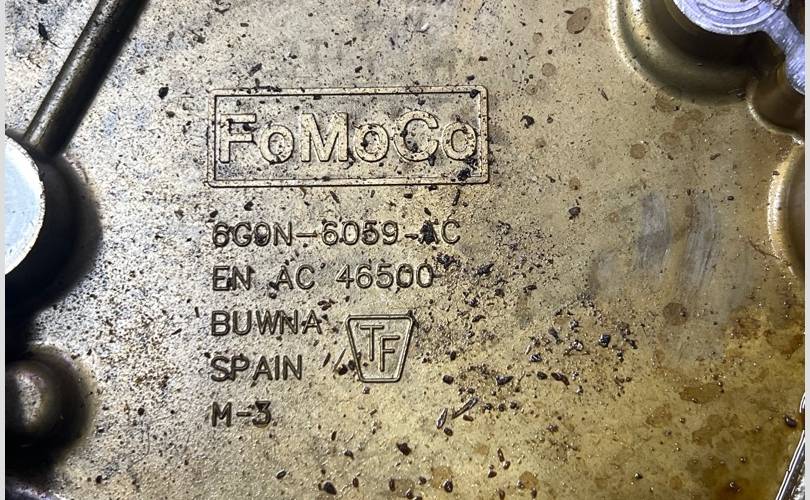 FoMoCo
6G9N-6059-AC
EN AC 46500
BUWNA
TF
SPAIN
M-3